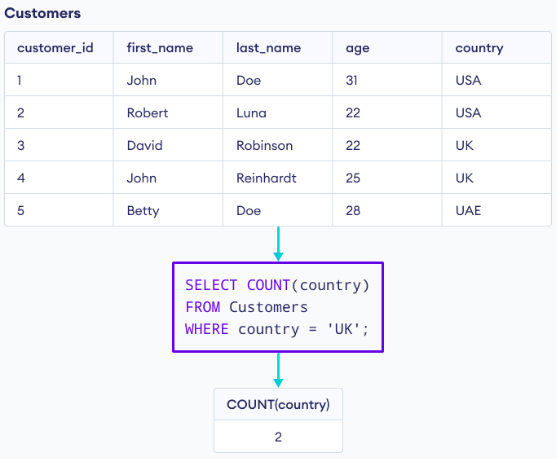 Customers
customer_id first_name last_name age country
1 John Doe 31 USA
2 Robert Luna 22 USA
3 David Robinson 22 UK
4 John Reinhardt 25 UK
5 Betty Doe 28 UAE
SELECT COUNT(country)
FROM Customers
WHERE country = 'UK';
COUNT(country)
2